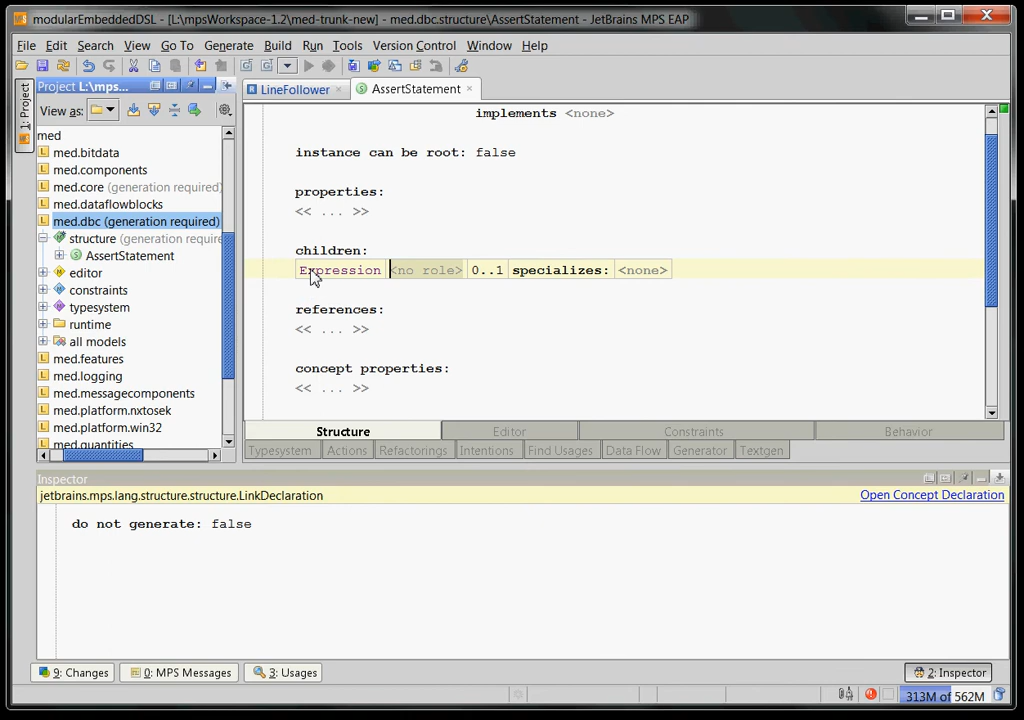 modularEmbeddedDSL - [L:\mpsWorkspace-1.2\med-trunk-new] - med.dbc.structure\AssertStatement - JetBrains MPS EAP
File Edit Search View Go To Generate Build Run Tools Version Control Window Help
1: Project
Project L:\mps...
View as:
med
med.bitdata
med.components
med.core (generation required)
med.dataflowblocks
med.dbc (generation required)
structure (generation require
AssertStatement
editor
constraints
typesystem
runtime
all models
med.features
med.logging
med.messagecomponents
med.platform.nxtosek
med.platform.win32
med.quantities
LineFollower
AssertStatement
implements <none>
instance can be root: false
properties:
<< ... >>
children:
Expression <no role> 0..1 specializes: <none>
references:
<< ... >>
concept properties:
<< ... >>
Structure Editor Constraints Behavior
Typesystem Actions Refactorings Intentions Find Usages Data Flow Generator Textgen
Inspector
jetbrains.mps.lang.structure.structure.LinkDeclaration Open Concept Declaration
do not generate: false
9: Changes 0: MPS Messages 3: Usages 2: Inspector
313M of 562M